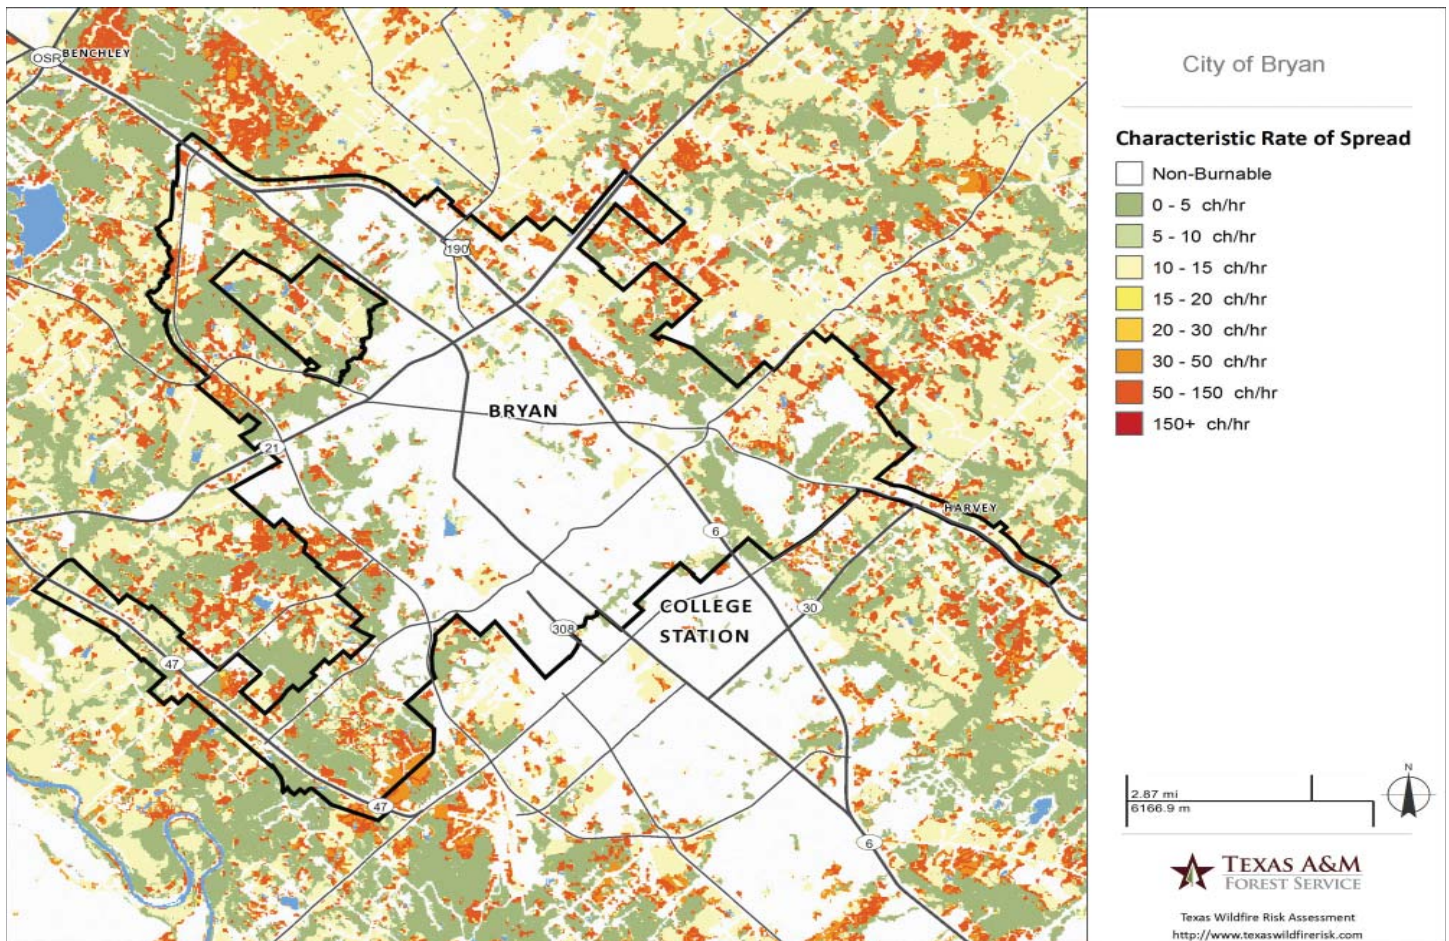 OSR
BENCHLEY
190
BRYAN
21
HARVEY
6
COLLEGE
STATION
30
308
47
47
6
City of Bryan
Characteristic Rate of Spread
Non-Burnable
0 - 5 ch/hr
5 - 10 ch/hr
10 - 15 ch/hr
15 - 20 ch/hr
20 - 30 ch/hr
30 - 50 ch/hr
50 - 150 ch/hr
150+ ch/hr
N
2.87 mi
6166.9 m
TEXAS A&M
FOREST SERVICE
Texas Wildfire Risk Assessment
http://www.texaswildfirerisk.com